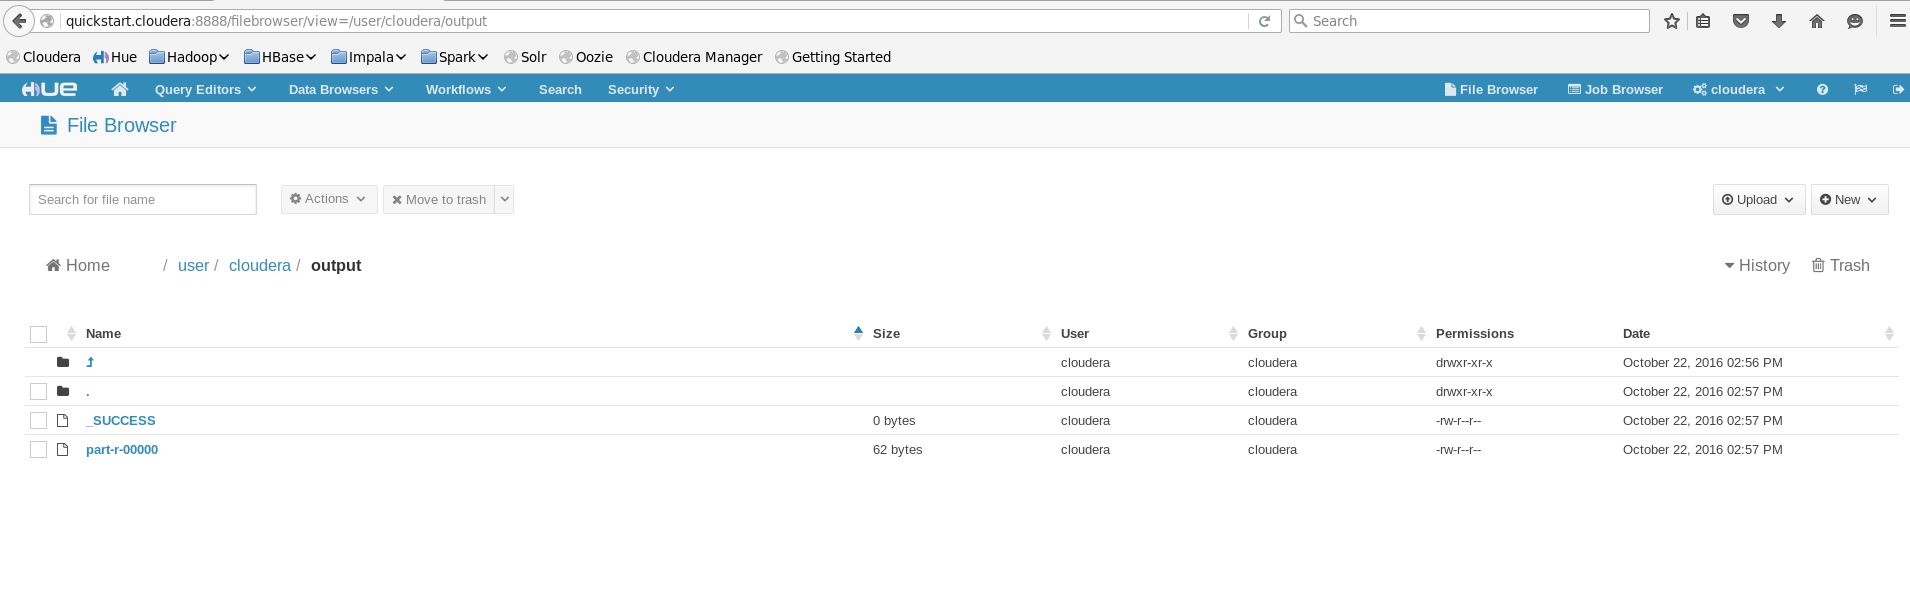 quickstart.cloudera:8888/filebrowser/view=/user/cloudera/output Search
Cloudera Hue Hadoop HBase Impala Spark Solr Oozie Cloudera Manager Getting Started
HUE Query Editors Data Browsers Workflows Search Security File Browser Job Browser cloudera
File Browser
Search for file name Actions Move to trash Upload New
Home / user / cloudera / output History Trash
Name Size User Group Permissions Date
cloudera cloudera drwxr-xr-x October 22, 2016 02:56 PM
. cloudera cloudera drwxr-xr-x October 22, 2016 02:57 PM
_SUCCESS 0 bytes cloudera cloudera -rw-r--r-- October 22, 2016 02:57 PM
part-r-00000 62 bytes cloudera cloudera -rw-r--r-- October 22, 2016 02:57 PM